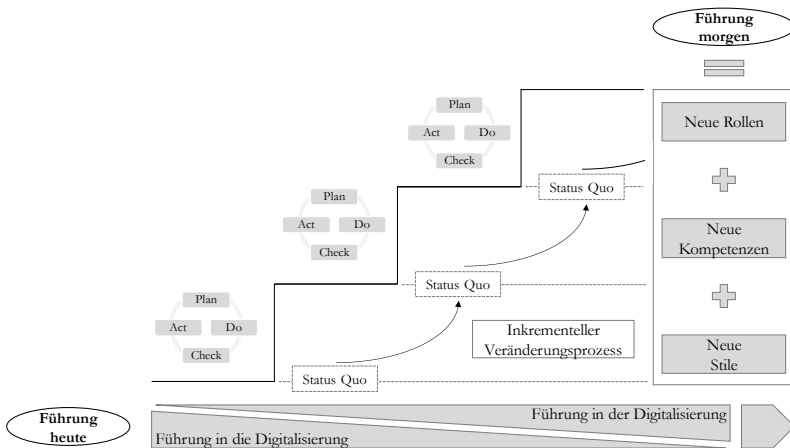 Führung
morgen
Neue Rollen
Neue
Kompetenzen
Neue
Stile
Plan
Act
Do
Check
Status Quo
Plan
Act
Do
Check
Status Quo
Plan
Act
Do
Check
Status Quo
Inkrementeller
Veränderungsprozess
Führung
heute
Führung in der Digitalisierung
Führung in die Digitalisierung